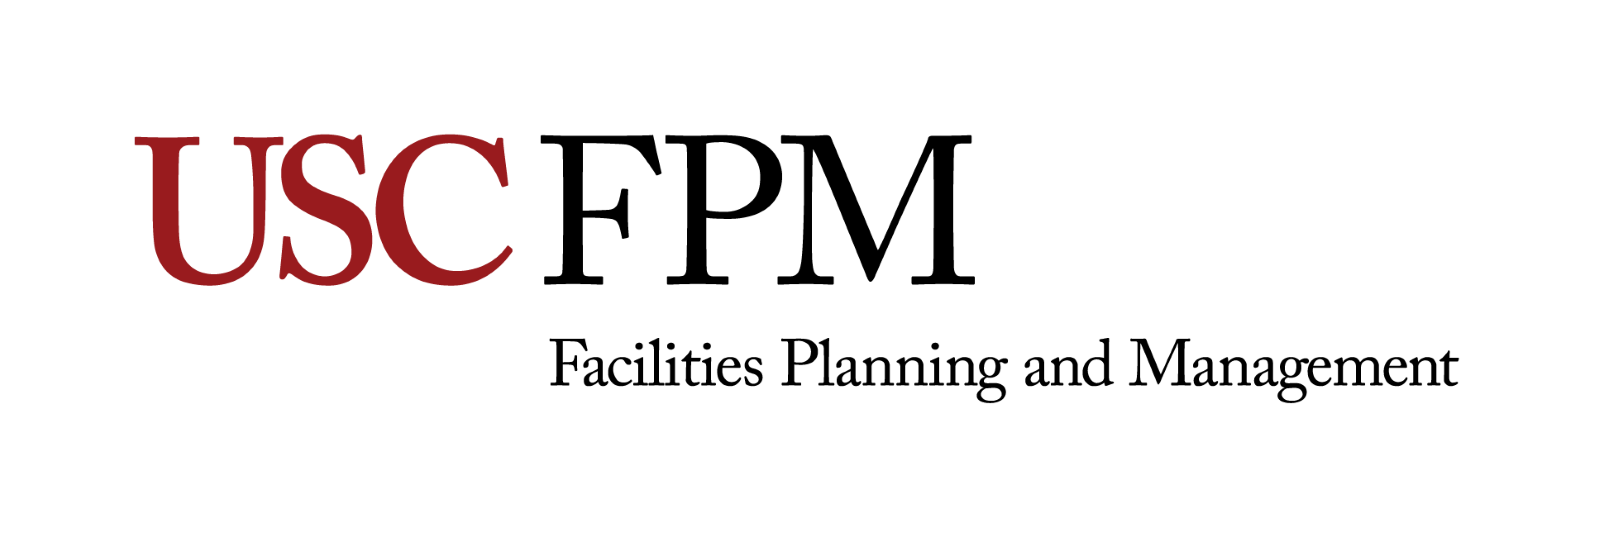 USC FPM
Facilities Planning and Management